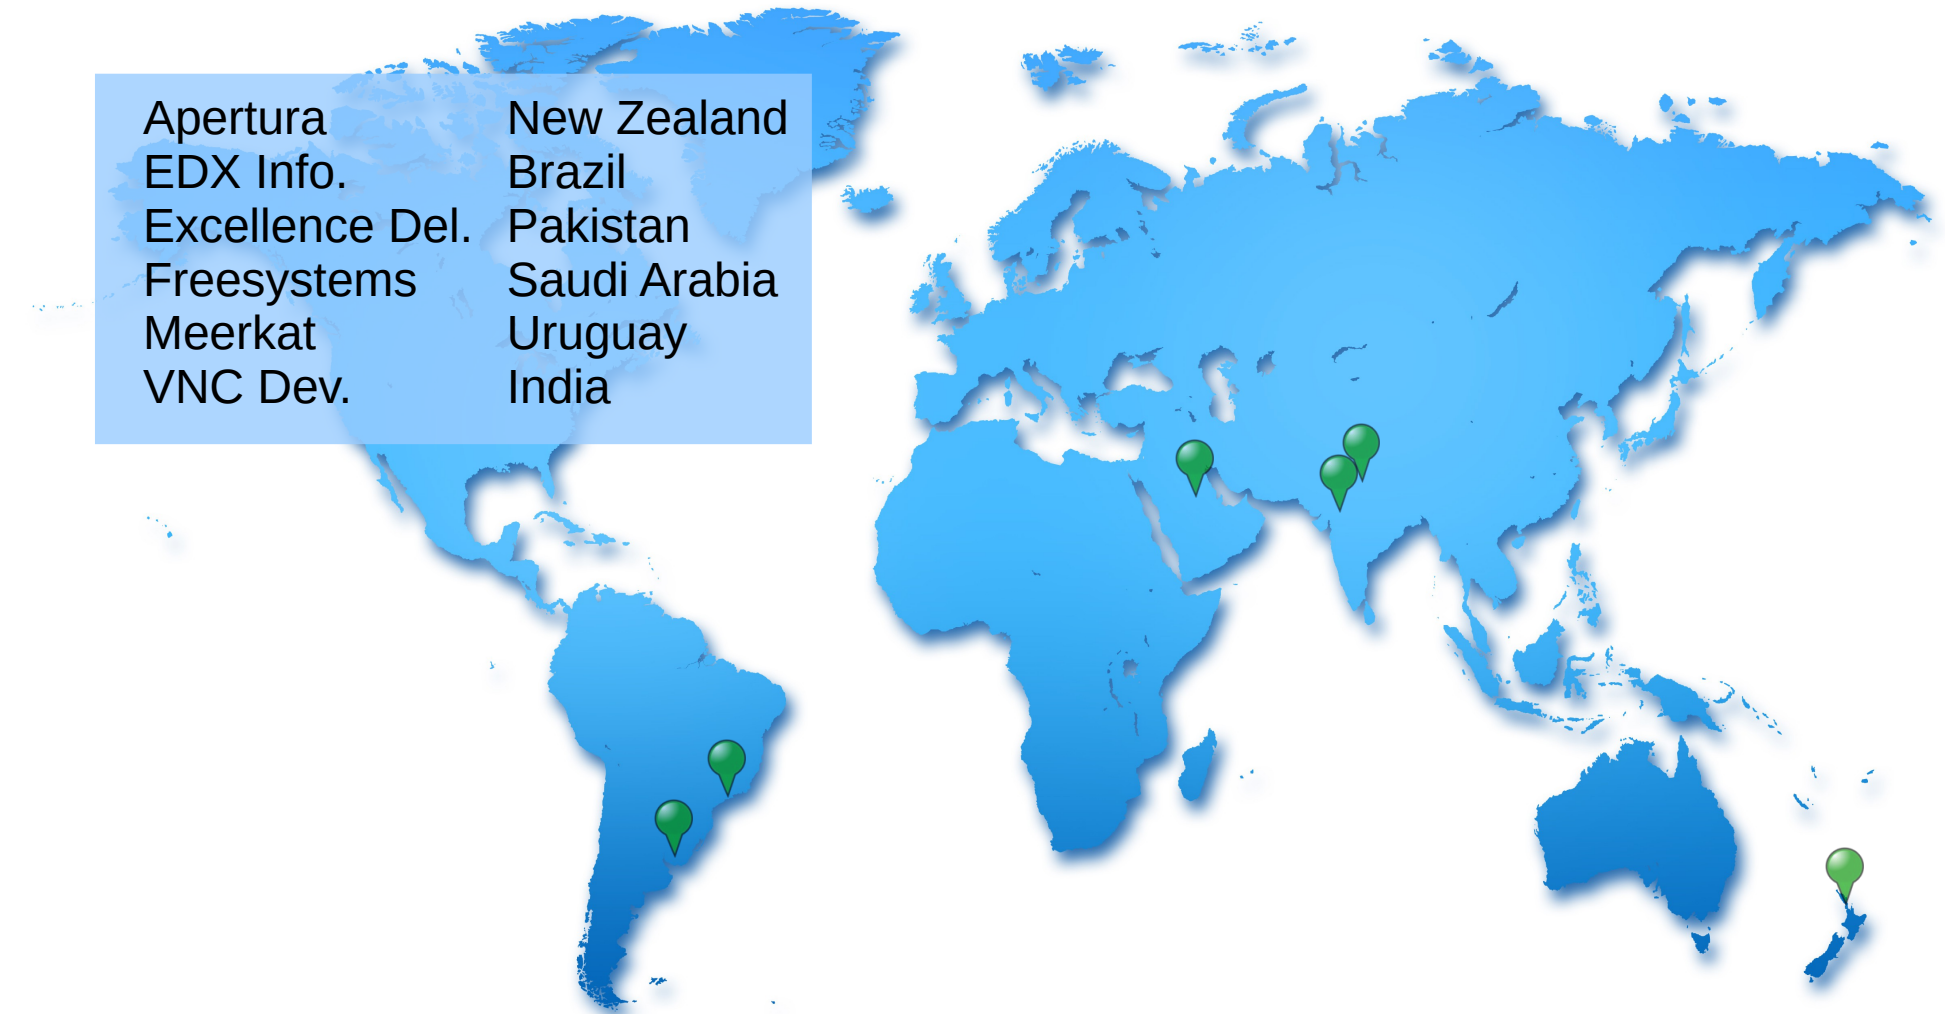 Apertura New Zealand
EDX Info. Brazil
Excellence Del. Pakistan
Freesystems Saudi Arabia
Meerkat Uruguay
VNC Dev. India